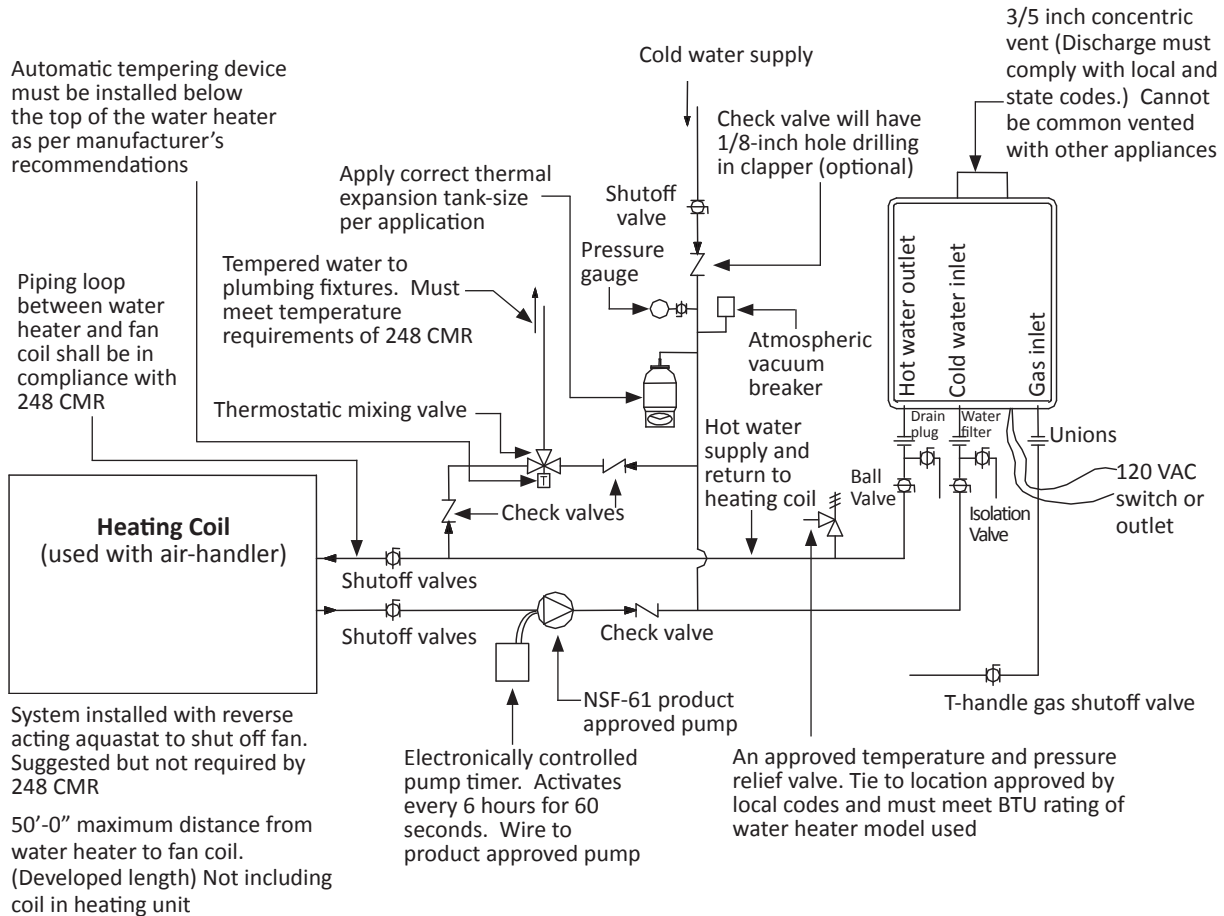 Automatic tempering device
must be installed below
the top of the water heater
as per manufacturer’s
recommendations
Cold water supply
3/5 inch concentric
vent (Discharge must
comply with local and
state codes.)  Cannot
be common vented
with other appliances
Check valve will have
1/8-inch hole drilling
in clapper (optional)
Apply correct thermal
expansion tank-size
per application
Shutoff
valve
Pressure
gauge
Tempered water to
plumbing fixtures.  Must
meet temperature
requirements of 248 CMR
Piping loop
between water
heater and fan
coil shall be in
compliance with
248 CMR
Atmospheric
vacuum
breaker
Hot water outlet
Cold water inlet
Gas inlet
Thermostatic mixing valve
Drain
plug
Water
filter
Unions
Hot water
supply and
return to
heating coil
Ball
Valve
Isolation
Valve
120 VAC
switch or
outlet
T
Check valves
Heating Coil
(used with air-handler)
Shutoff valves
Shutoff valves
Check valve
NSF-61 product
approved pump
T-handle gas shutoff valve
System installed with reverse
acting aquastat to shut off fan.
Suggested but not required by
248 CMR
50’-0” maximum distance from
water heater to fan coil.
(Developed length) Not including
coil in heating unit
Electronically controlled
pump timer.  Activates
every 6 hours for 60
seconds.  Wire to
product approved pump
An approved temperature and pressure
relief valve. Tie to location approved by
local codes and must meet BTU rating of
water heater model used